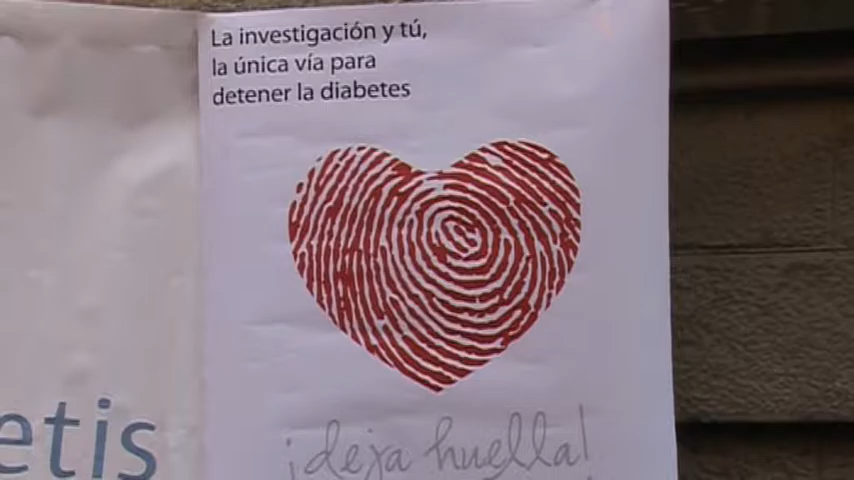 La investigación y tú,
la única vía para
detener la diabetes
¡deja huella!
etis